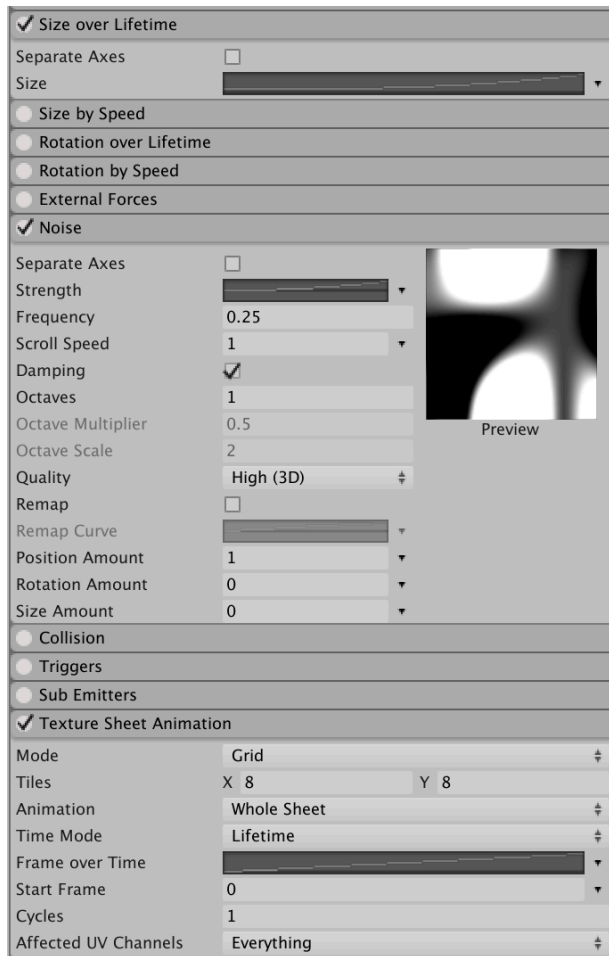 Size over Lifetime
Separate Axes
Size
Size by Speed
Rotation over Lifetime
Rotation by Speed
External Forces
Noise
Separate Axes
Strength
Frequency 0.25
Scroll Speed 1
Damping
Octaves 1
Octave Multiplier 0.5
Octave Scale 2
Preview
Quality High (3D)
Remap
Remap Curve
Position Amount 1
Rotation Amount 0
Size Amount 0
Collision
Triggers
Sub Emitters
Texture Sheet Animation
Mode Grid
Tiles X 8 Y 8
Animation Whole Sheet
Time Mode Lifetime
Frame over Time
Start Frame 0
Cycles 1
Affected UV Channels Everything